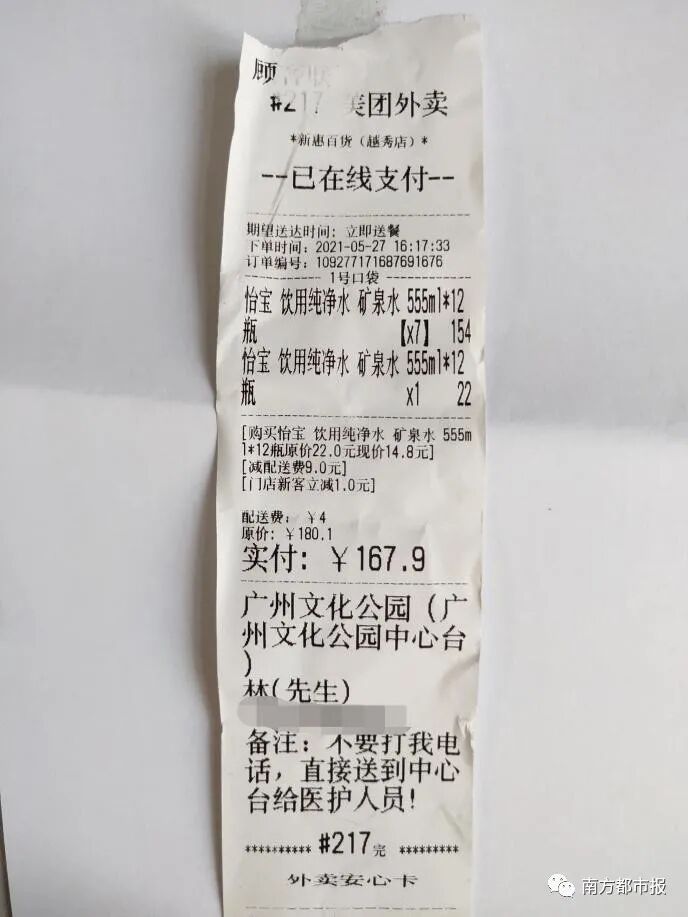 顾客联
#217 美团外卖
*新惠百货（越秀店）*
--已在线支付--
期望送达时间: 立即送餐
下单时间: 2021-05-27 16:17:33
订单编号: 109277171687691676
1号口袋
怡宝 饮用纯净水 矿泉水 555ml*12
瓶 【x7】 154
怡宝 饮用纯净水 矿泉水 555ml*12
瓶 x1 22
[购买怡宝 饮用纯净水 矿泉水 555m
l*12瓶原价22.0元现价14.8元]
[减配送费9.0元]
[门店新客立减1.0元]
配送费: ￥4
原价: ￥180.1
实付: ￥167.9
广州文化公园 (广
州文化公园中心台
)
林(先生)
备注: 不要打我电
话, 直接送到中心
台给医护人员!
********** #217完 *********
外卖安心卡
南方都市报